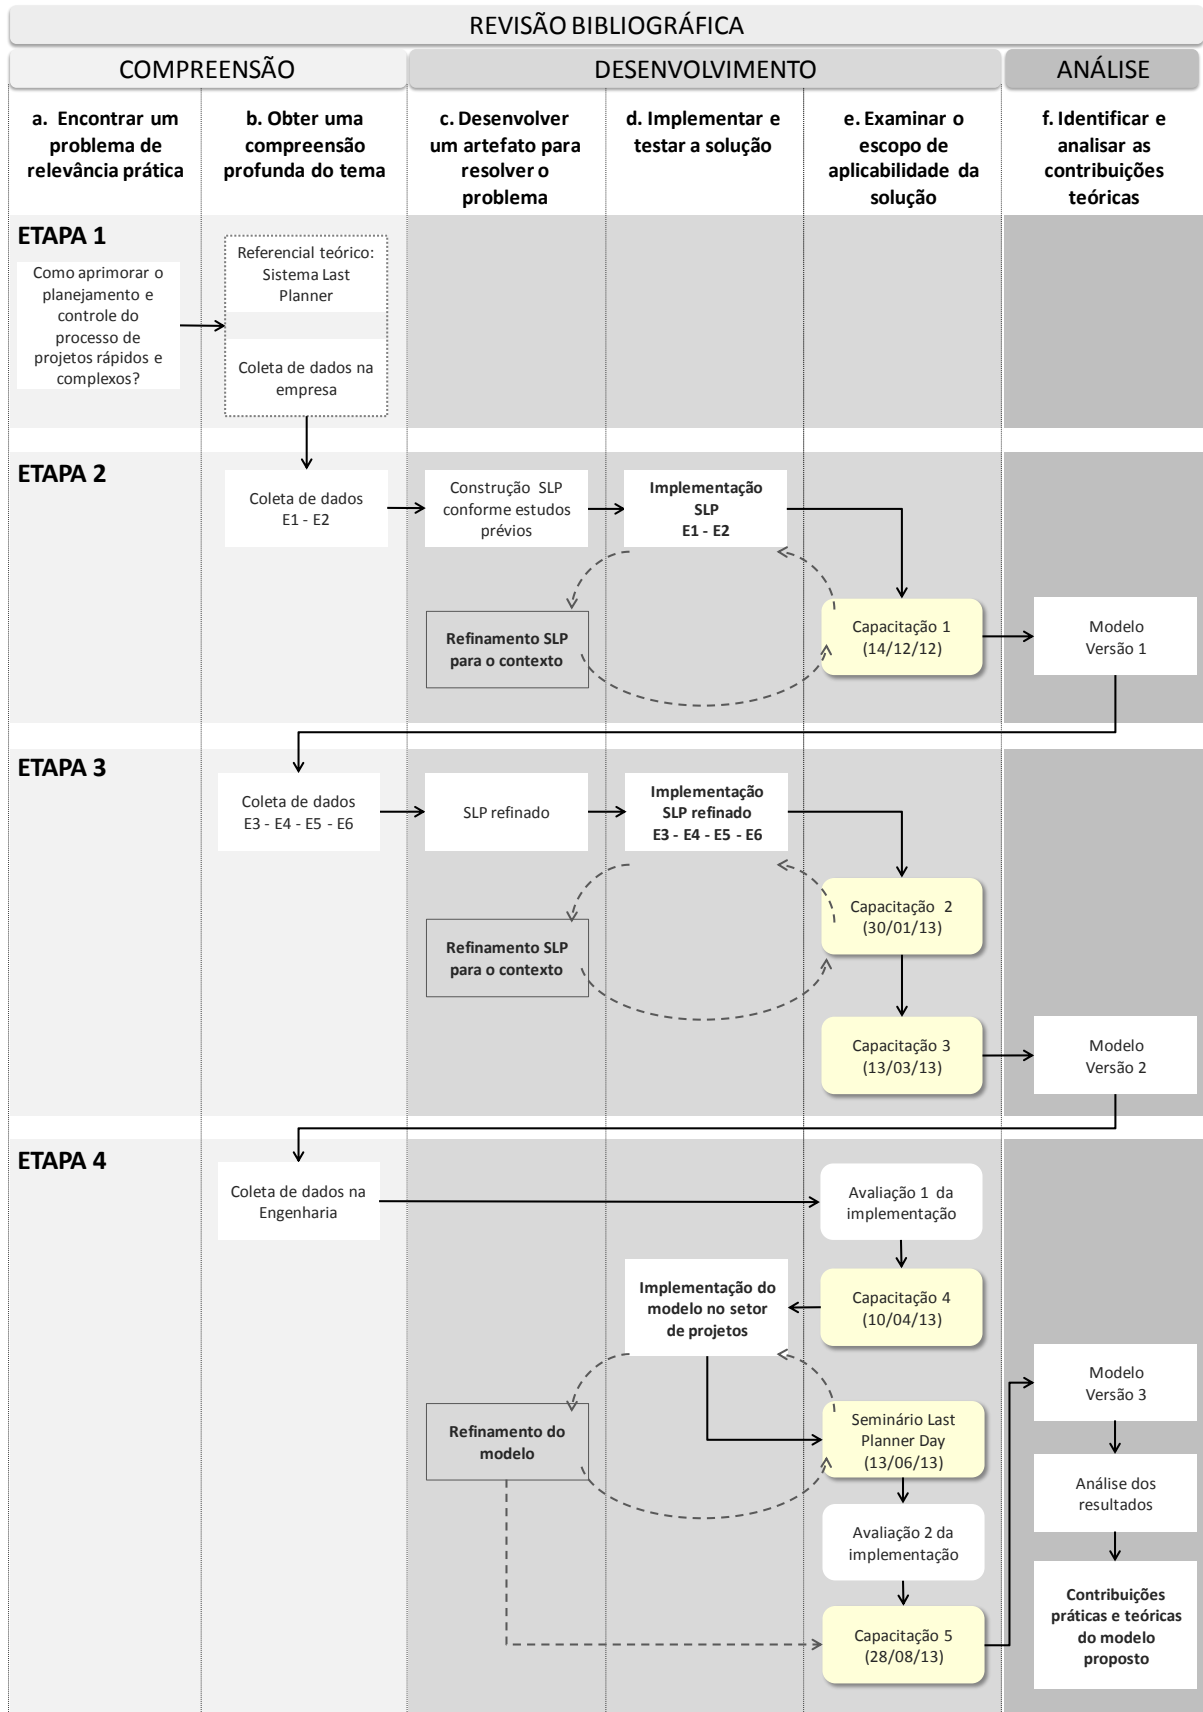 REVISÃO BIBLIOGRÁFICA
COMPREENSÃO
DESENVOLVIMENTO
ANÁLISE
a. Encontrar um
problema de
relevância prática
b. Obter uma
compreensão
profunda do tema
c. Desenvolver
um artefato para
resolver o
problema
d. Implementar e
testar a solução
e. Examinar o
escopo de
aplicabilidade da
solução
f. Identificar e
analisar as
contribuições
teóricas
ETAPA 1
Como aprimorar o
planejamento e
controle do
processo de
projetos rápidos e
complexos?
Referencial teórico:
Sistema Last
Planner
Coleta de dados na
empresa
ETAPA 2
Coleta de dados
E1 - E2
Construção SLP
conforme estudos
prévios
Implementação
SLP
E1 - E2
Refinamento SLP
para o contexto
Capacitação 1
(14/12/12)
Modelo
Versão 1
ETAPA 3
Coleta de dados
E3 - E4 - E5 - E6
SLP refinado
Implementação
SLP refinado
E3 - E4 - E5 - E6
Refinamento SLP
para o contexto
Capacitação 2
(30/01/13)
Capacitação 3
(13/03/13)
Modelo
Versão 2
ETAPA 4
Coleta de dados na
Engenharia
Avaliação 1 da
implementação
Capacitação 4
(10/04/13)
Implementação do
modelo no setor
de projetos
Refinamento do
modelo
Seminário Last
Planner Day
(13/06/13)
Avaliação 2 da
implementação
Capacitação 5
(28/08/13)
Modelo
Versão 3
Análise dos
resultados
Contribuições
práticas e teóricas
do modelo
proposto